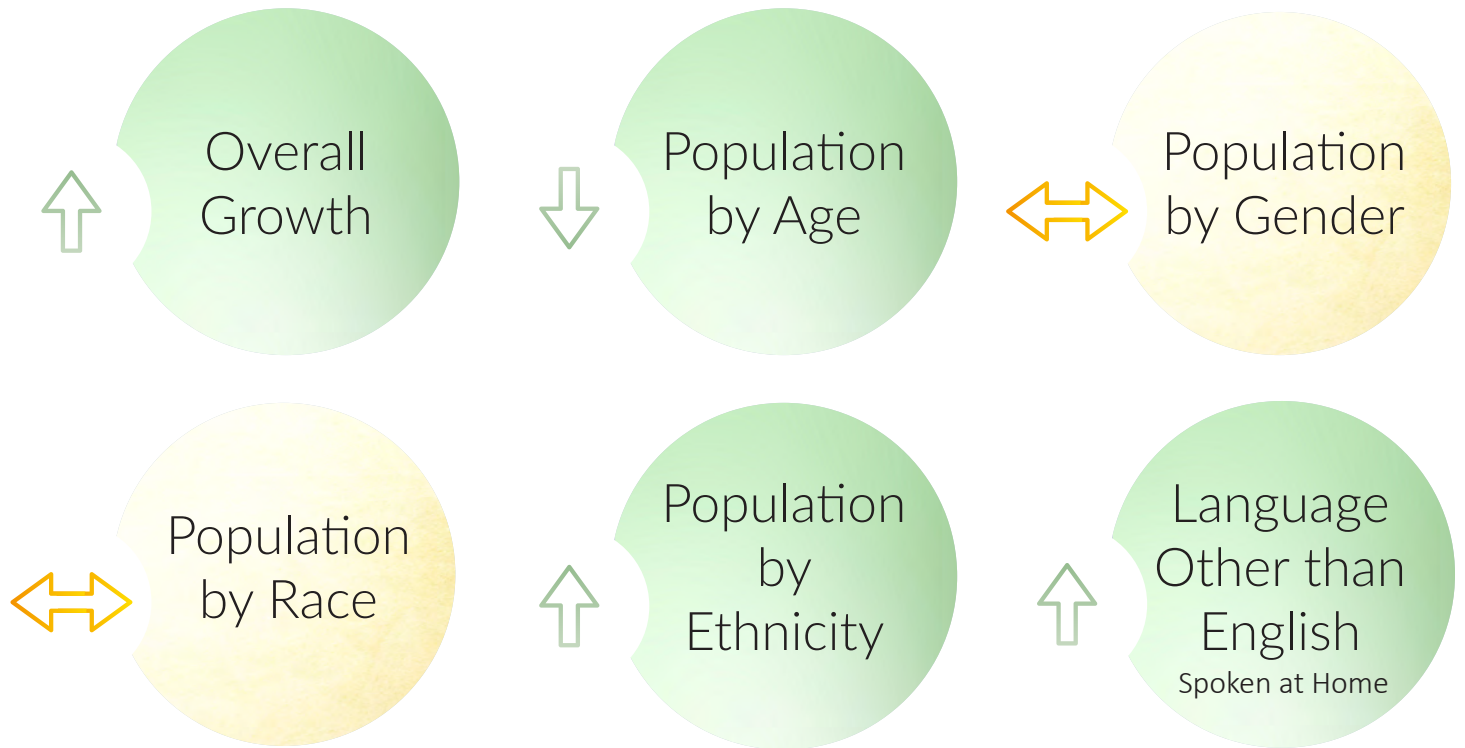 Overall
Growth
Population
by Age
Population
by Gender
Population
by Race
Population
by
Ethnicity
Language
Other than
English
Spoken at Home